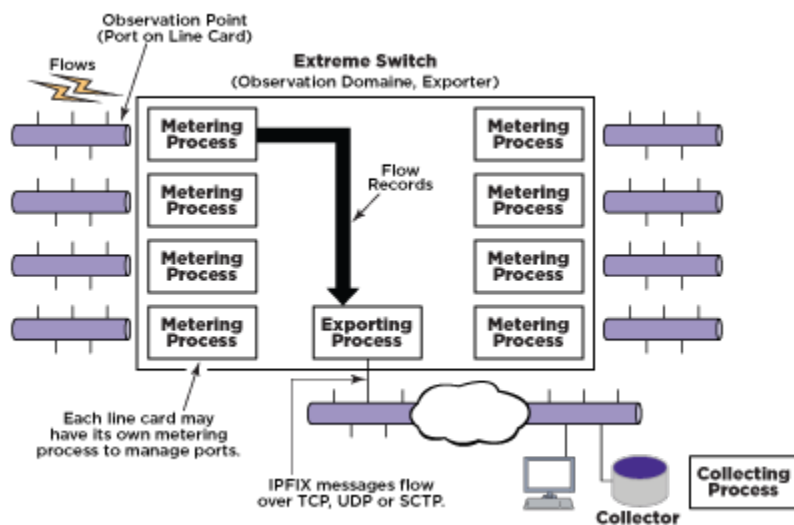 Observation Point
(Port on Line Card)
Flows
Extreme Switch
(Observation Domaine, Exporter)
Metering
Process
Metering
Process
Metering
Process
Metering
Process
Flow
Records
Metering
Process
Metering
Process
Metering
Process
Metering
Process
Exporting
Process
Each line card may
have its own metering
process to manage ports.
IPFIX messages flow
over TCP, UDP or SCTP.
Collector
Collecting
Process